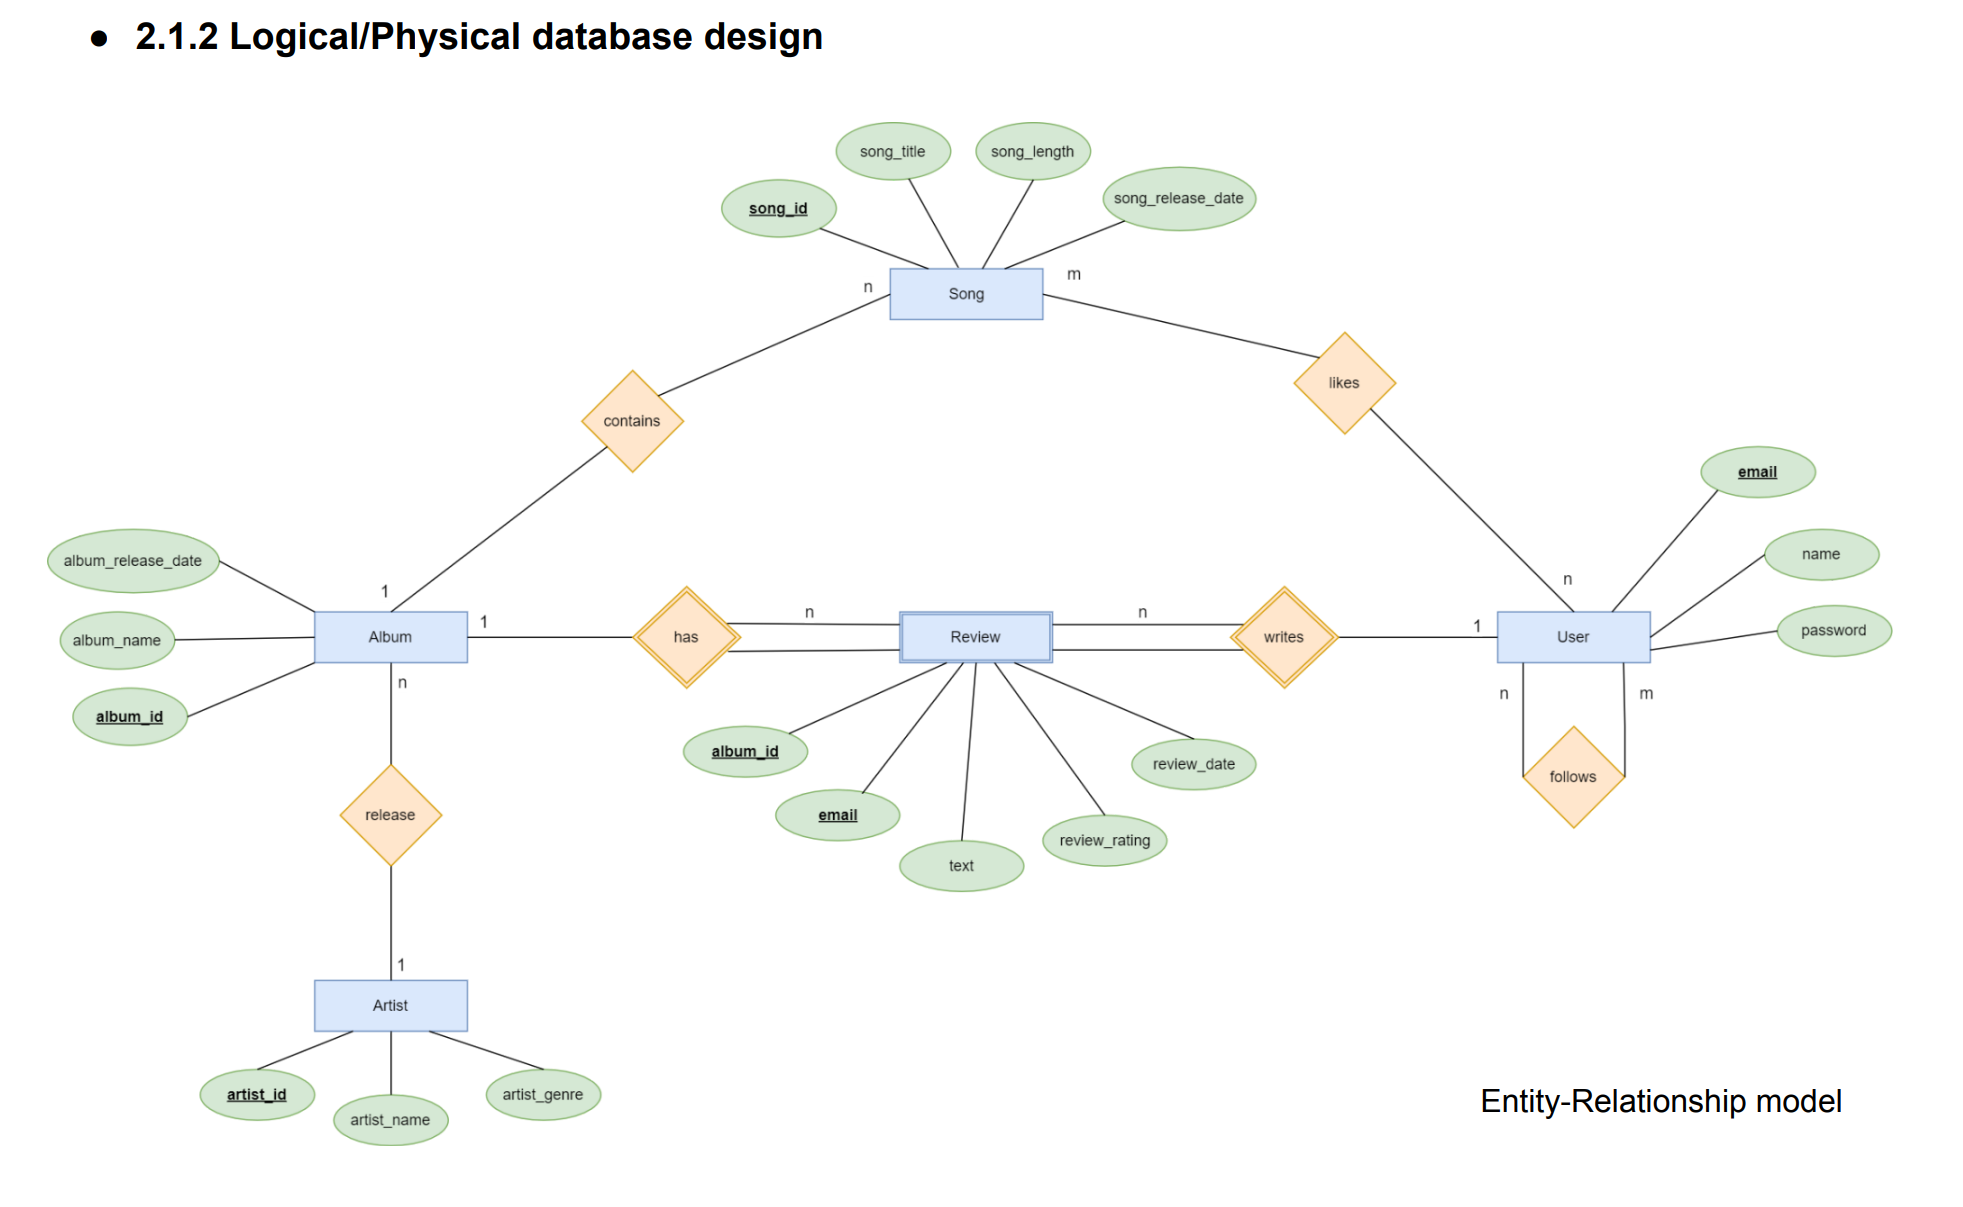 ● 2.1.2 Logical/Physical database design
song_title
song_length
song_id
song_release_date
n
Song
m
likes
contains
email
album_release_date
name
n
1
album_name
Album
1
has
n
Review
n
writes
1
User
password
n
n
m
album_id
album_id
review_date
follows
release
email
review_rating
text
1
Artist
artist_id
artist_name
artist_genre
Entity-Relationship model